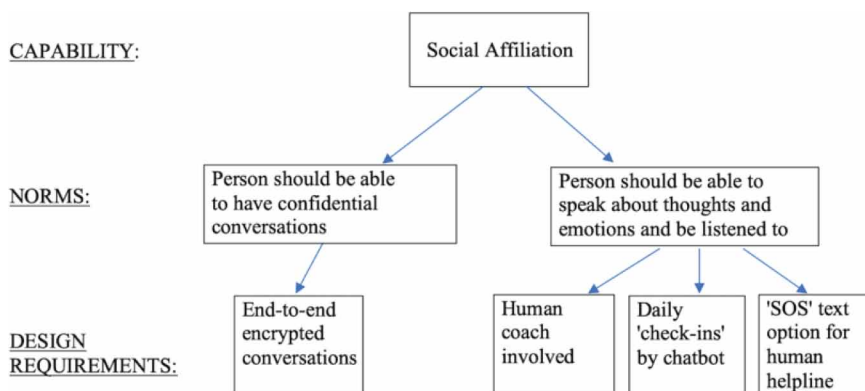 CAPABILITY:
Social Affiliation
NORMS:
Person should be able
to have confidential
conversations
Person should be able to
speak about thoughts and
emotions and be listened to
DESIGN
REQUIREMENTS:
End-to-end
encrypted
conversations
Human
coach
involved
Daily
'check-ins'
by chatbot
'SOS' text
option for
human
helpline